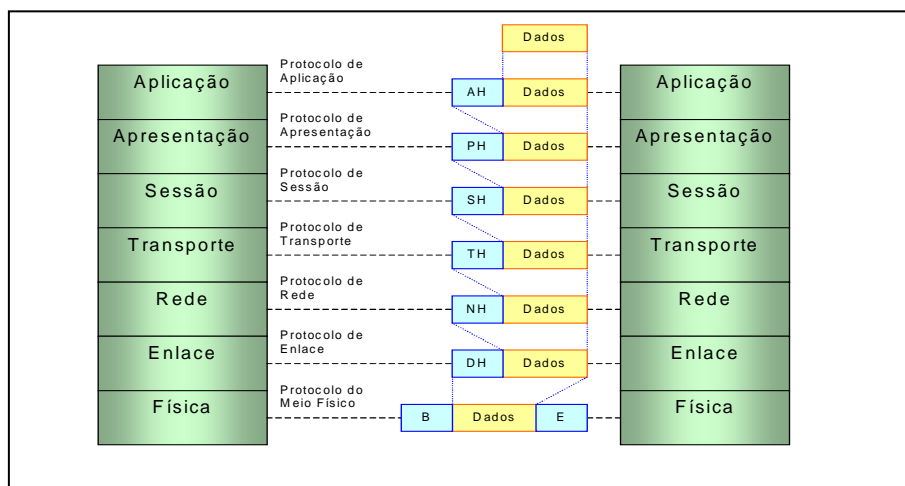 Dados
Protocolo de
Aplicação
Aplicação
AH Dados
Aplicação
Protocolo de
Apresentação
Apresentação
PH Dados
Apresentação
Protocolo de
Sessão
Sessão
SH Dados
Sessão
Protocolo de
Transporte
Transporte
TH Dados
Transporte
Protocolo de
Rede
Rede
NH Dados
Rede
Protocolo de
Enlace
Enlace
DH Dados
Enlace
Protocolo do
Meio Físico
Física
B Dados E
Física